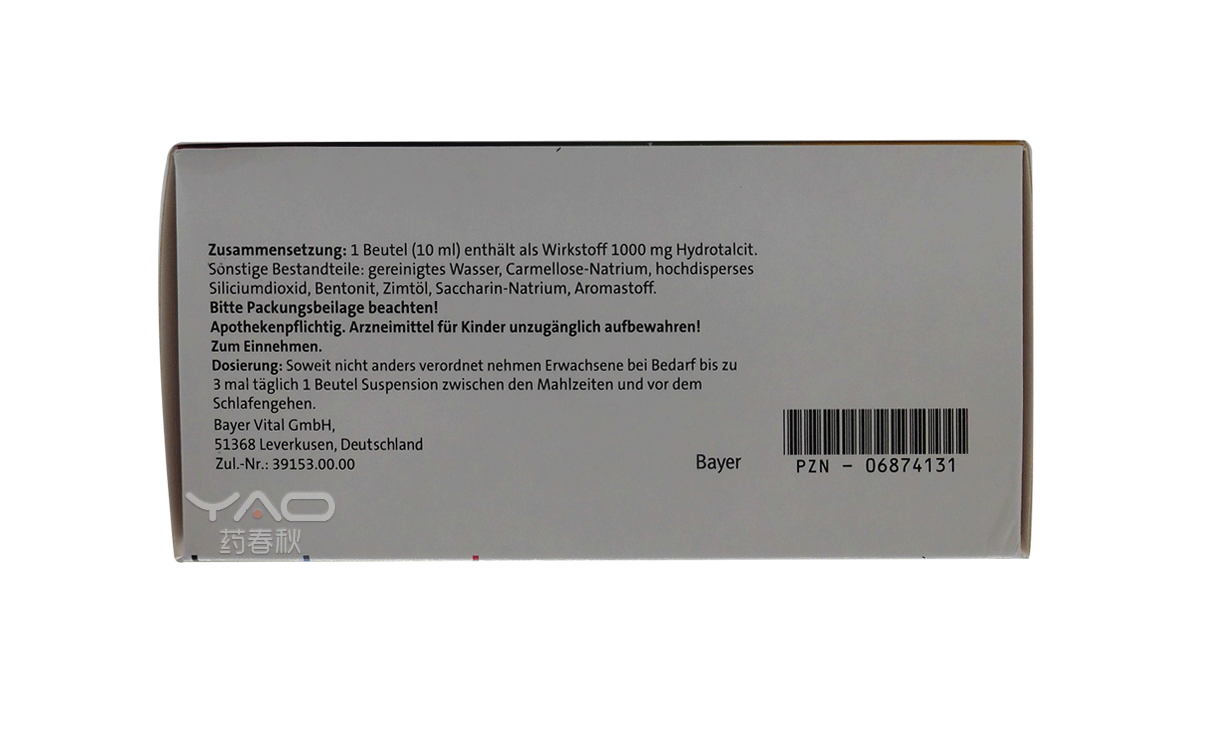 Zusammensetzung: 1 Beutel (10 ml) enthält als Wirkstoff 1000 mg Hydrotalcit.
Sonstige Bestandteile: gereinigtes Wasser, Carmellose-Natrium, hochdisperses
Siliciumdioxid, Bentonit, Zimtöl, Saccharin-Natrium, Aromastoff.
Bitte Packungsbeilage beachten!
Apothekenpflichtig. Arzneimittel für Kinder unzugänglich aufbewahren!
Zum Einnehmen.
Dosierung: Soweit nicht anders verordnet nehmen Erwachsene bei Bedarf bis zu
3 mal täglich 1 Beutel Suspension zwischen den Mahlzeiten und vor dem
Schlafengehen.
Bayer Vital GmbH,
51368 Leverkusen, Deutschland
Zul.-Nr.: 39153.00.00
Bayer
PZN – 06874131
YAO
药春秋